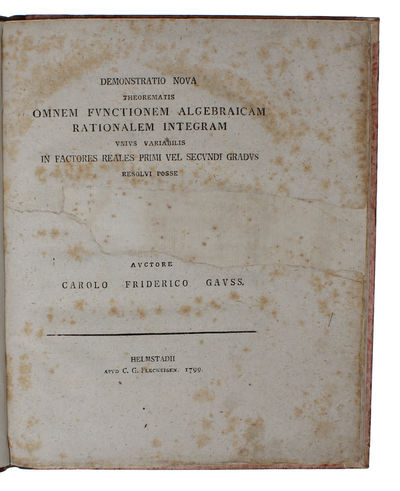 DEMONSTRATIO NOVA
THEOREMATIS
OMNEM FVNCTIONEM ALGEBRAICAM
RATIONALEM INTEGRAM
VNIVS VARIABILIS
IN FACTORES REALES PRIMI VEL SECVNDI GRADVS
RESOLVI POSSE
AVCTORE
CAROLO FRIDERICO GAVSS.
HELMSTADII
APVD C. G. FLECKEISEN. 1799.